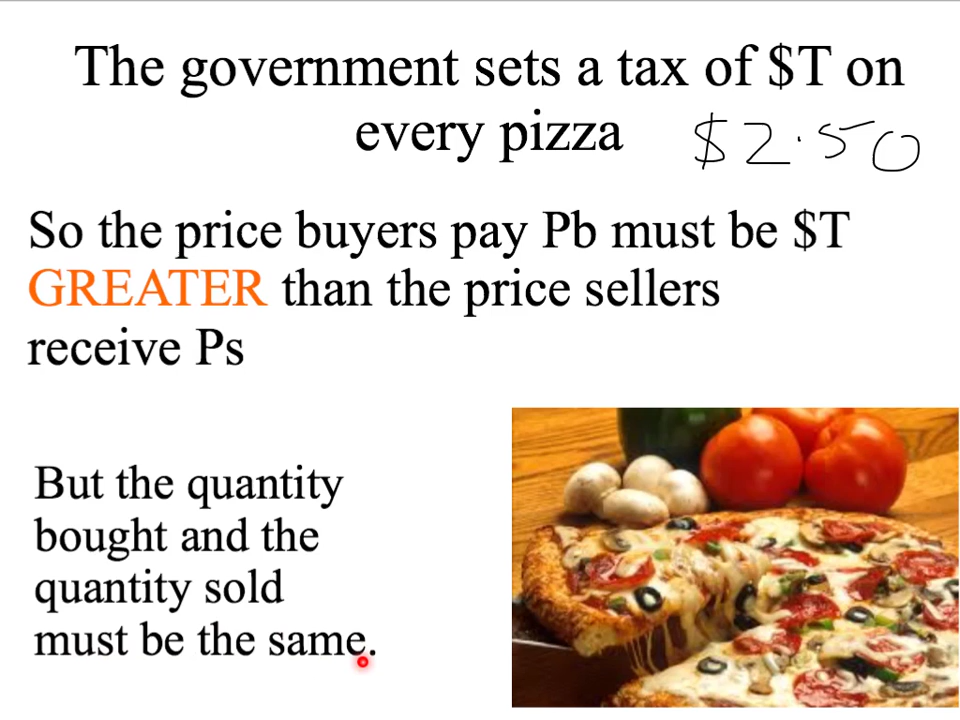 The government sets a tax of $T on
every pizza $2.50
So the price buyers pay Pb must be $T
GREATER than the price sellers
receive Ps
But the quantity
bought and the
quantity sold
must be the same.